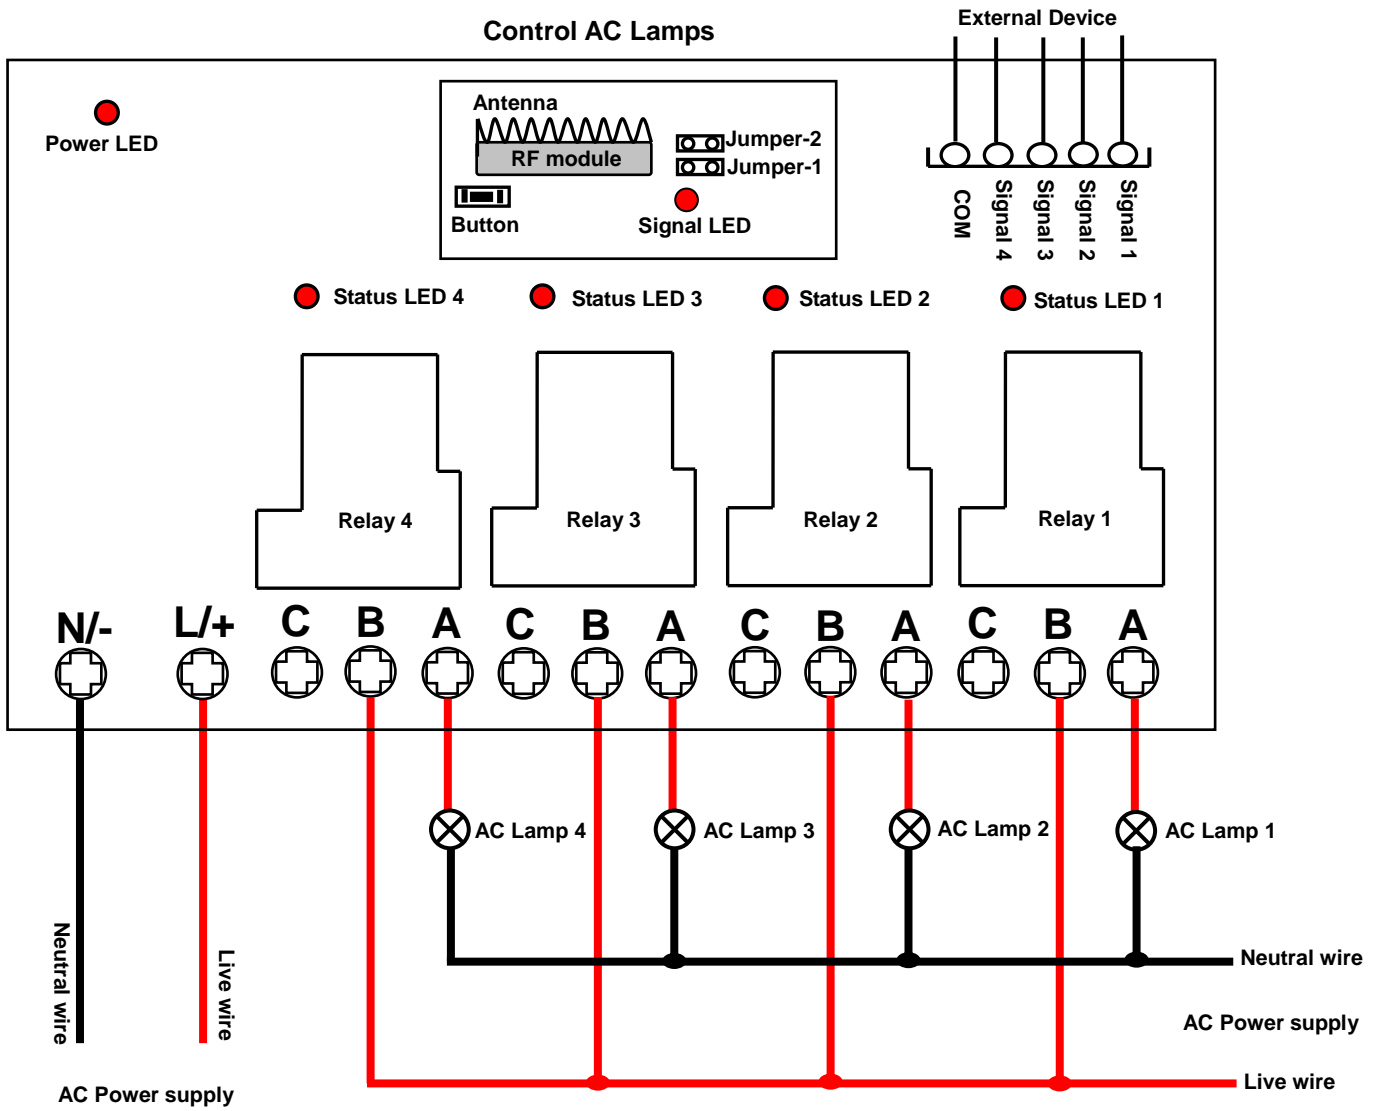 External Device
Control AC Lamps
Power LED
Antenna
RF module
Jumper-2
Jumper-1
Button
Signal LED
COM
Signal 4
Signal 3
Signal 2
Signal 1
Status LED 4
Status LED 3
Status LED 2
Status LED 1
Relay 4
Relay 3
Relay 2
Relay 1
N/-
L/+
C
B
A
C
B
A
C
B
A
C
B
A
AC Lamp 4
AC Lamp 3
AC Lamp 2
AC Lamp 1
Neutral wire
Live wire
Neutral wire
AC Power supply
Live wire
AC Power supply